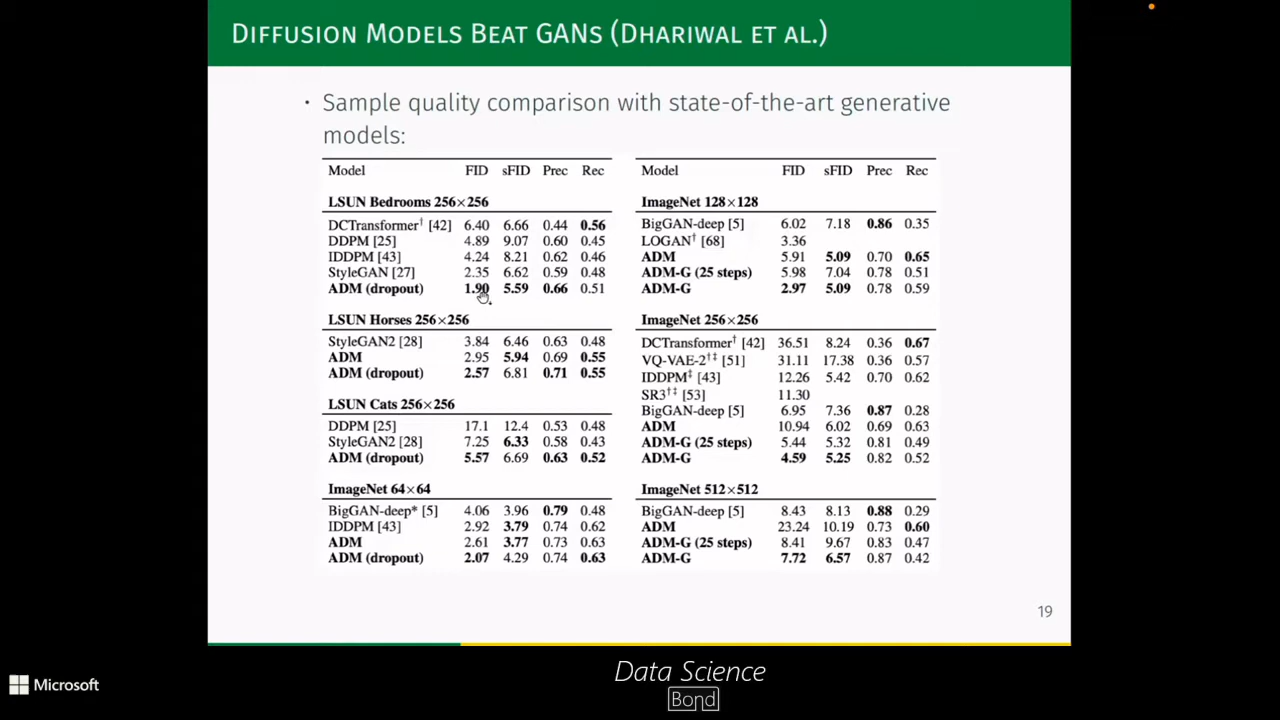 DIFFUSION MODELS BEAT GANS (DHARIWAL ET AL.)
· Sample quality comparison with state-of-the-art generative
models:
Model FID sFID Prec Rec
LSUN Bedrooms 256×256
DCTransformer† [42] 6.40 6.66 0.44 0.56
DDPM [25] 4.89 9.07 0.60 0.45
IDDPM [43] 4.24 8.21 0.62 0.46
StyleGAN [27] 2.35 6.62 0.59 0.48
ADM (dropout) 1.90 5.59 0.66 0.51
LSUN Horses 256×256
StyleGAN2 [28] 3.84 6.46 0.63 0.48
ADM 2.95 5.94 0.69 0.55
ADM (dropout) 2.57 6.81 0.71 0.55
LSUN Cats 256×256
DDPM [25] 17.1 12.4 0.53 0.48
StyleGAN2 [28] 7.25 6.33 0.58 0.43
ADM (dropout) 5.57 6.69 0.63 0.52
ImageNet 64×64
BigGAN-deep* [5] 4.06 3.96 0.79 0.48
IDDPM [43] 2.92 3.79 0.74 0.62
ADM 2.61 3.77 0.73 0.63
ADM (dropout) 2.07 4.29 0.74 0.63
Model FID sFID Prec Rec
ImageNet 128×128
BigGAN-deep [5] 6.02 7.18 0.86 0.35
LOGAN† [68] 3.36
ADM 5.91 5.09 0.70 0.65
ADM-G (25 steps) 5.98 7.04 0.78 0.51
ADM-G 2.97 5.09 0.78 0.59
ImageNet 256×256
DCTransformer† [42] 36.51 8.24 0.36 0.67
VQ-VAE-2†‡ [51] 31.11 17.38 0.36 0.57
IDDPM‡ [43] 12.26 5.42 0.70 0.62
SR3†‡ [53] 11.30
BigGAN-deep [5] 6.95 7.36 0.87 0.28
ADM 10.94 6.02 0.69 0.63
ADM-G (25 steps) 5.44 5.32 0.81 0.49
ADM-G 4.59 5.25 0.82 0.52
ImageNet 512×512
BigGAN-deep [5] 8.43 8.13 0.88 0.29
ADM 23.24 10.19 0.73 0.60
ADM-G (25 steps) 8.41 9.67 0.83 0.47
ADM-G 7.72 6.57 0.87 0.42
19
Microsoft
Data Science
Bond